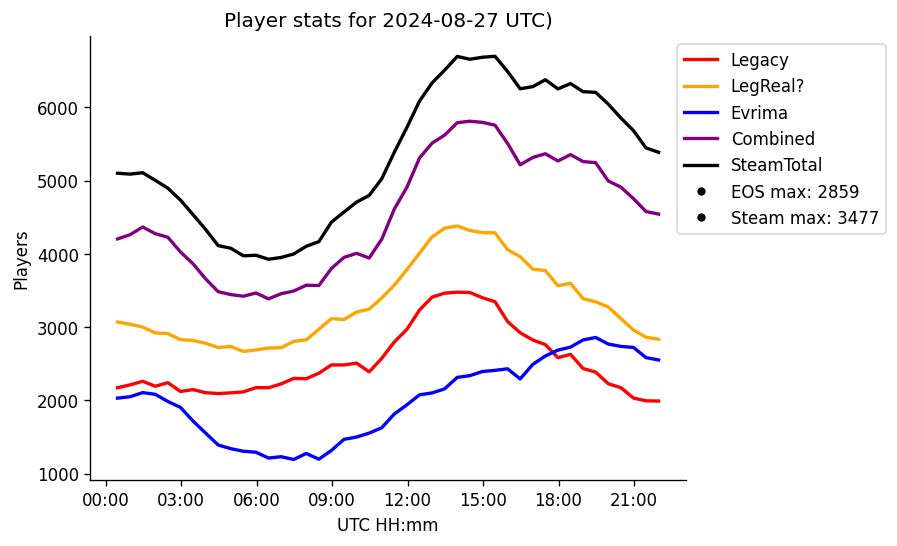 Player stats for 2024-08-27 UTC)
Legacy
LegReal?
Evrima
Combined
SteamTotal
EOS max: 2859
Steam max: 3477
Players
6000
5000
4000
3000
2000
1000
00:00 03:00 06:00 09:00 12:00 15:00 18:00 21:00
UTC HH:mm